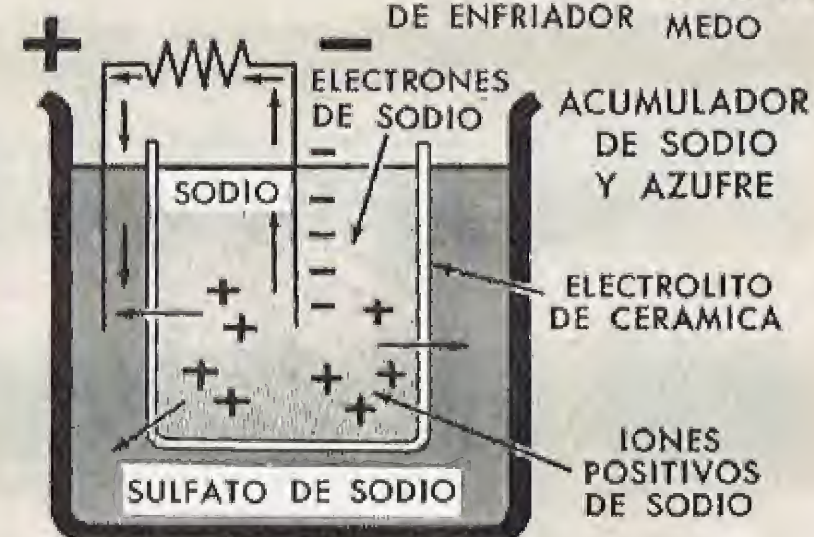 DE ENFRIADOR MEDO
+ −
ELECTRONES
DE SODIO
ACUMULADOR
DE SODIO
Y AZUFRE
SODIO
ELECTROLITO
DE CERAMICA
IONES
POSITIVOS
DE SODIO
SULFATO DE SODIO